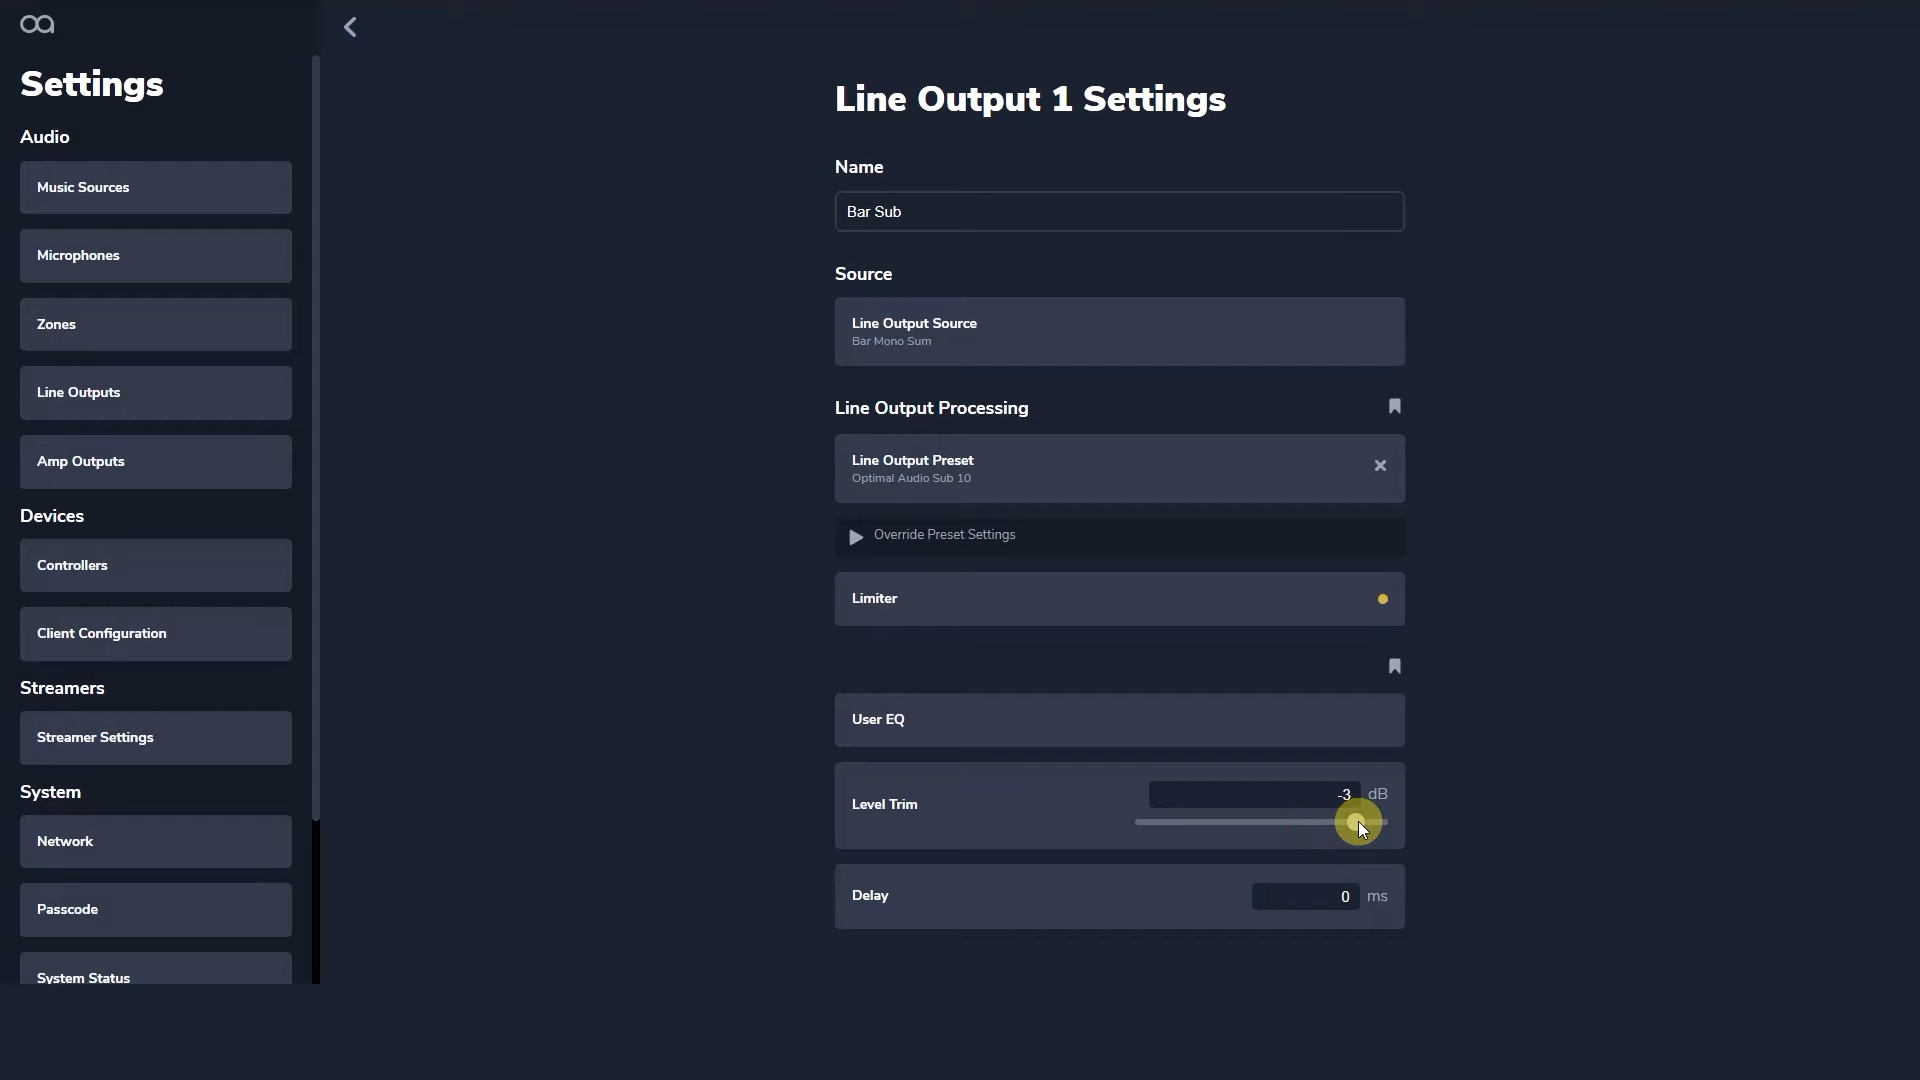 Settings
Audio
Music Sources
Microphones
Zones
Line Outputs
Amp Outputs
Devices
Controllers
Client Configuration
Streamers
Streamer Settings
System
Network
Passcode
System Status
Line Output 1 Settings
Name
Bar Sub
Source
Line Output Source
Bar Mono Sum
Line Output Processing
Line Output Preset
Optimal Audio Sub 10
Override Preset Settings
Limiter
User EQ
Level Trim
-3 dB
Delay
0 ms